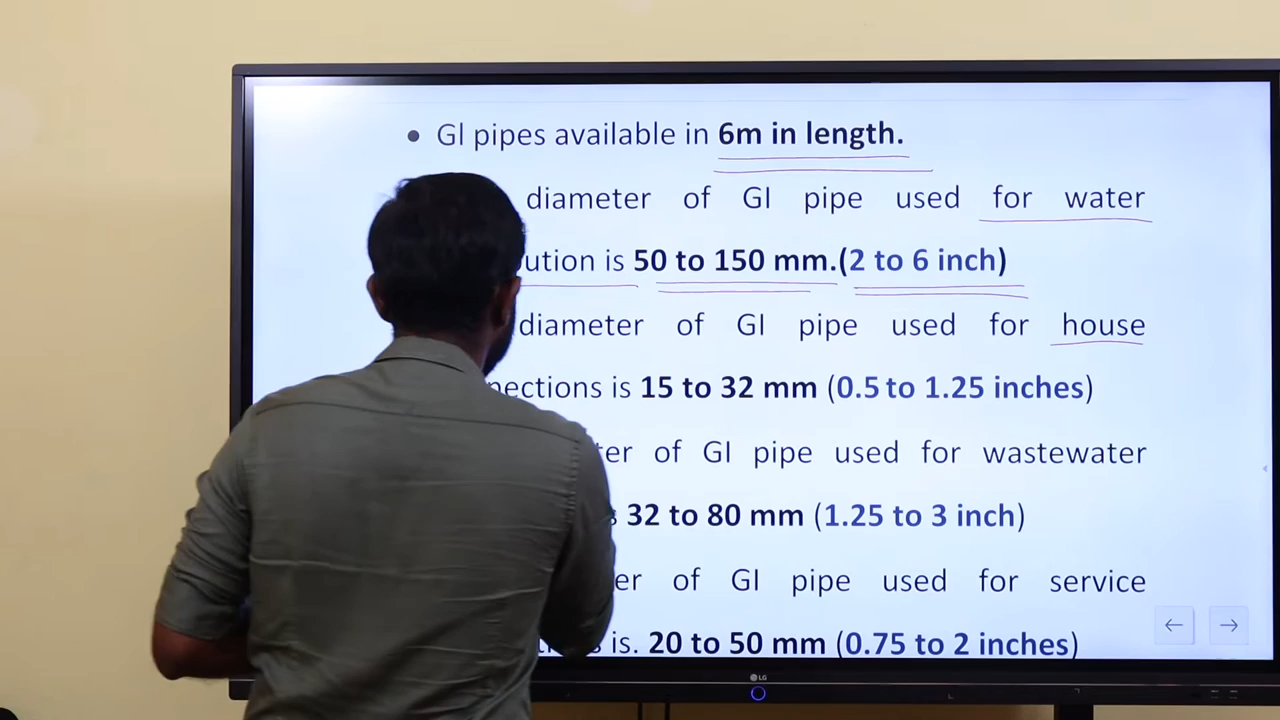 • GI pipes available in 6m in length.
diameter of GI pipe used for water
ution is 50 to 150 mm.(2 to 6 inch)
diameter of GI pipe used for house
nections is 15 to 32 mm (0.5 to 1.25 inches)
er of GI pipe used for wastewater
32 to 80 mm (1.25 to 3 inch)
er of GI pipe used for service
is. 20 to 50 mm (0.75 to 2 inches)
LG